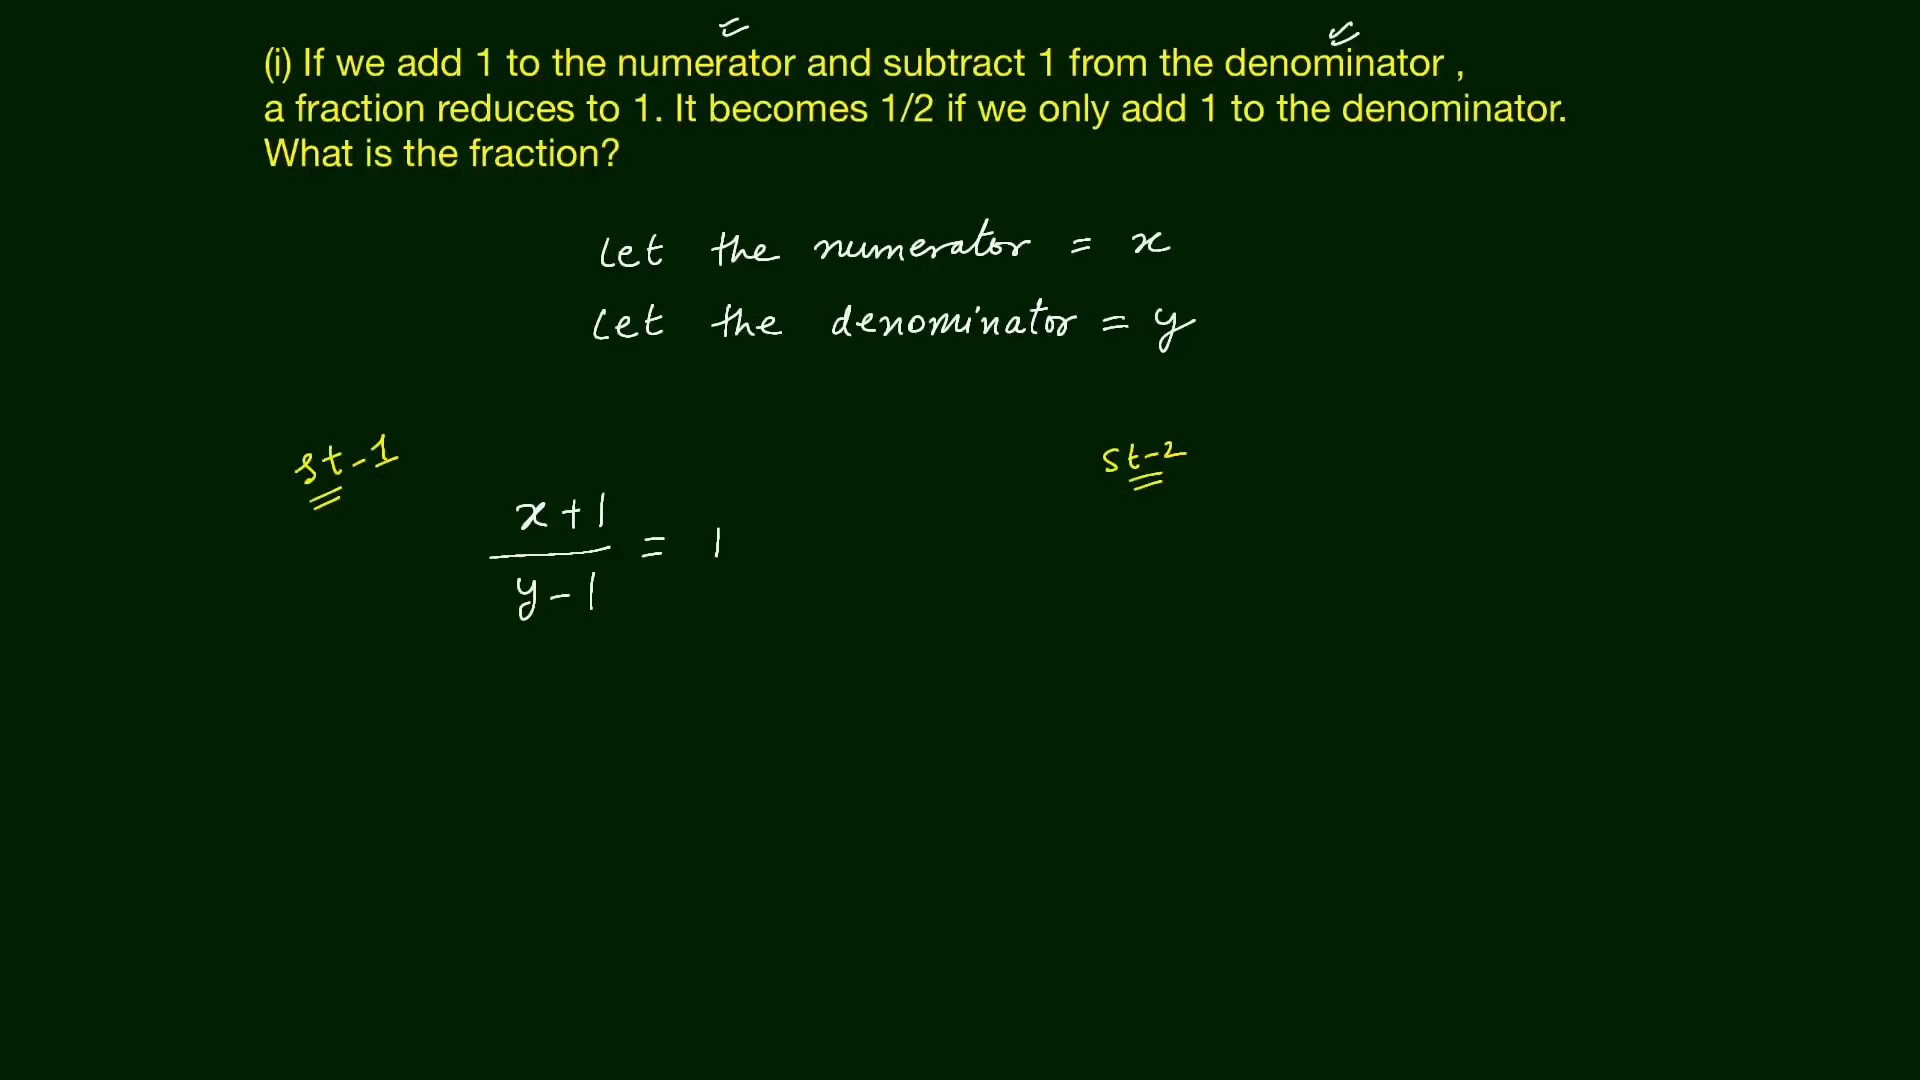 (i) If we add 1 to the numerator and subtract 1 from the denominator ,
a fraction reduces to 1. It becomes 1/2 if we only add 1 to the denominator.
What is the fraction?
Let the numerator = x
Let the denominator = y
st-1
x+1
= 1
y-1
st-2